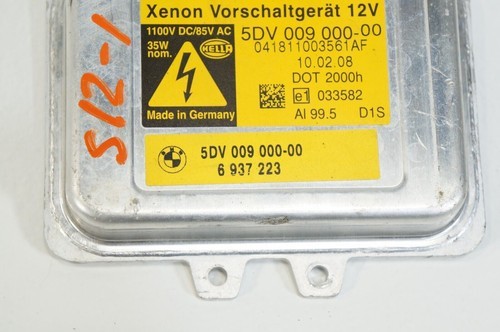 Xenon Vorschaltgerät 12V
1100V DC/85V AC
35W
nom.
HELLA
5DV 009 000-00
041811003561AF
10.02.08
DOT 2000h
e1 033582
Made in Germany
Al 99.5 D1S
5DV 009 000-00
6 937 223
S12-1